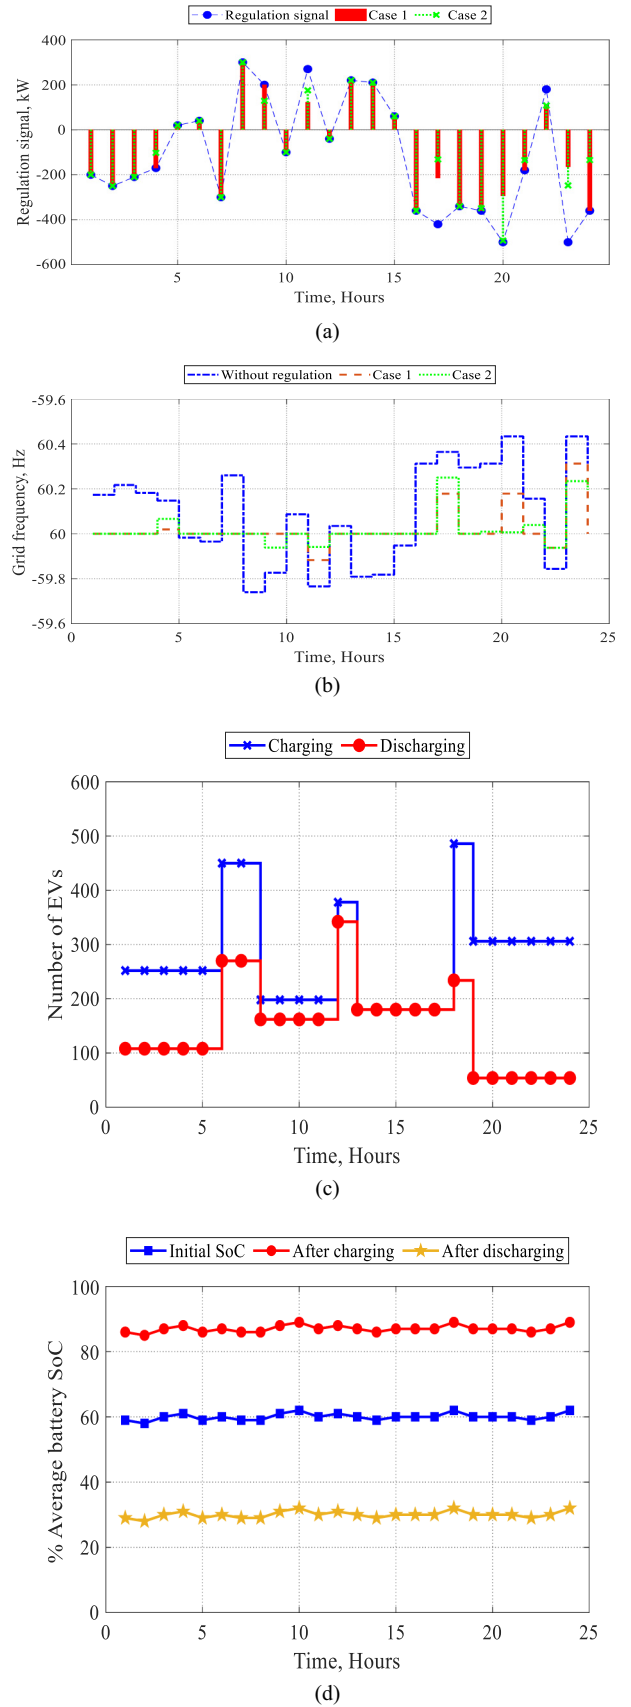 Regulation signal Case 1 Case 2
400
200
0
-200
-400
-600
Regulation signal, kW
5 10 15 20
Time, Hours
(a)
Without regulation Case 1 Case 2
-59.6
60.4
60.2
60
-59.8
-59.6
Grid frequency, Hz
0 5 10 15 20 25
Time, Hours
(b)
Charging Discharging
600
500
400
300
200
100
0
Number of EVs
0 5 10 15 20 25
Time, Hours
(c)
Initial SoC After charging After discharging
100
80
60
40
20
0
% Average battery SoC
0 5 10 15 20 25
Time, Hours
(d)